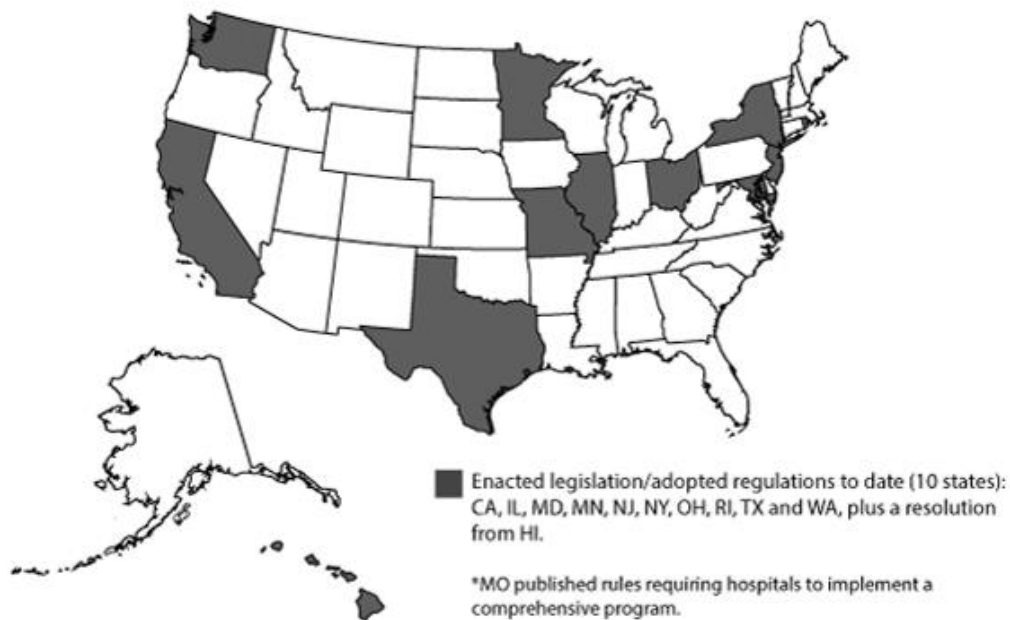 Enacted legislation/adopted regulations to date (10 states):
CA, IL, MD, MN, NJ, NY, OH, RI, TX and WA, plus a resolution
from HI.
*MO published rules requiring hospitals to implement a
comprehensive program.